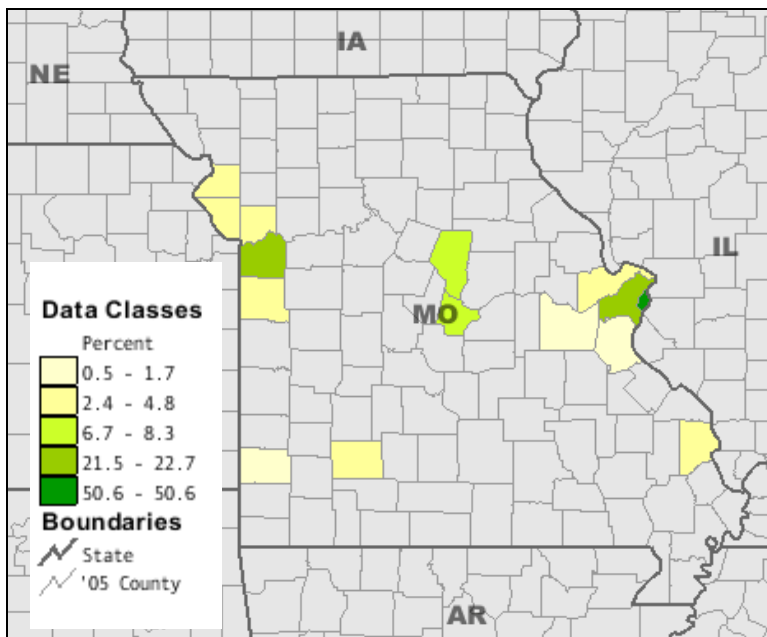 IA
NE
IL
MO
AR
Data Classes
Percent
0.5 - 1.7
2.4 - 4.8
6.7 - 8.3
21.5 - 22.7
50.6 - 50.6
Boundaries
State
'05 County